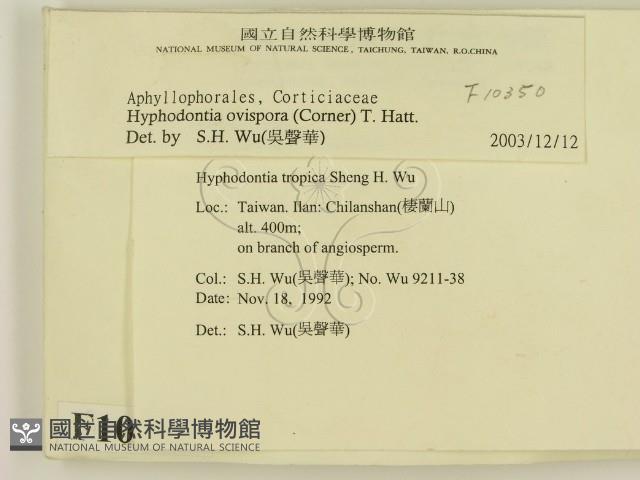 國立自然科學博物館
NATIONAL MUSEUM OF NATURAL SCIENCE, TAICHUNG, TAIWAN, R.O.CHINA
F10350
Aphyllophorales, Corticiaceae
Hyphodontia ovispora (Corner) T. Hatt.
Det. by S.H. Wu(吳聲華)
2003/12/12
Hyphodontia tropica Sheng H. Wu
Loc.: Taiwan. Ilan: Chilanshan(棲蘭山)
alt. 400m;
on branch of angiosperm.
Col.: S.H. Wu(吳聲華); No. Wu 9211-38
Date: Nov. 18, 1992
Det.: S.H. Wu(吳聲華)
F10
國立自然科學博物館
NATIONAL MUSEUM OF NATURAL SCIENCE